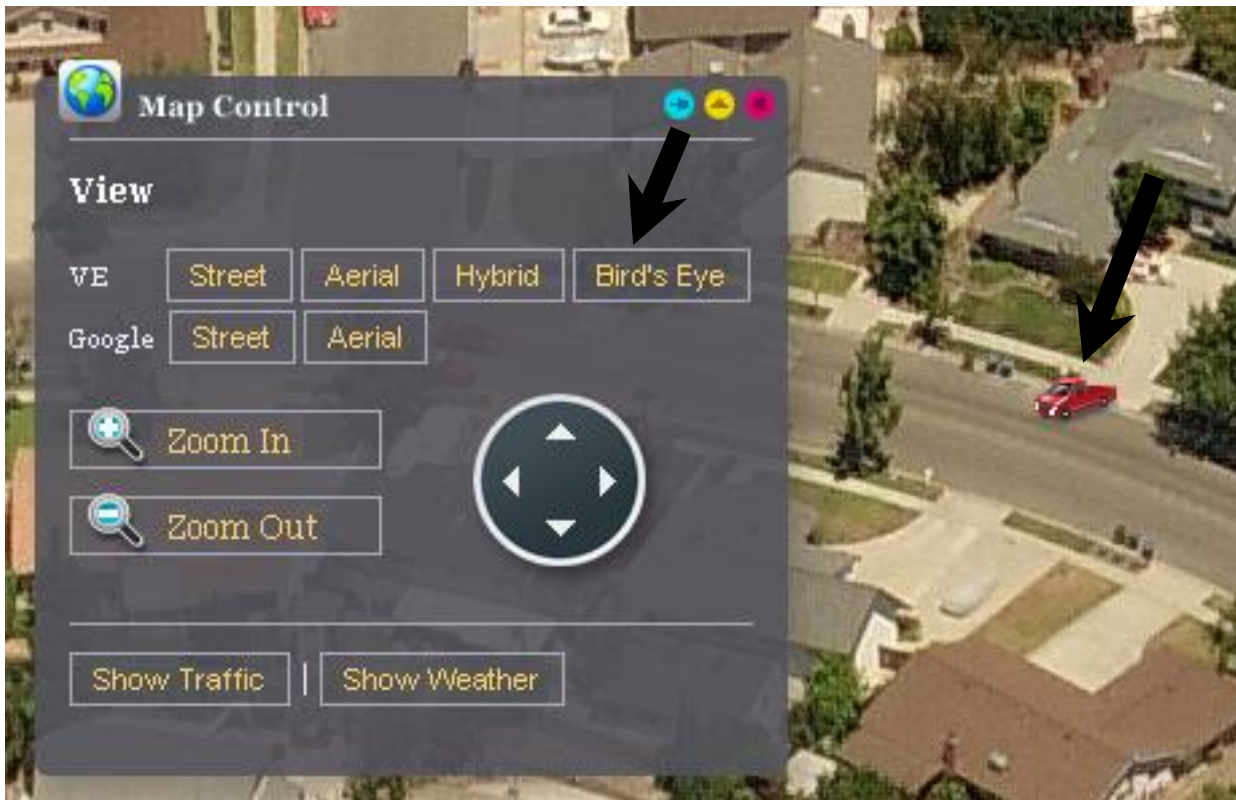 Map Control
View
VE Street Aerial Hybrid Bird's Eye
Google Street Aerial
Zoom In
Zoom Out
Show Traffic | Show Weather